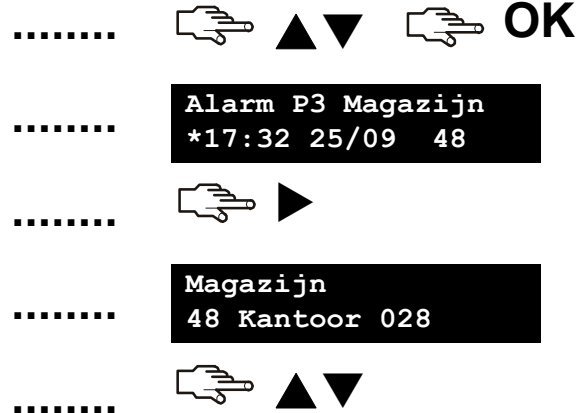 ........ ▲▼ OK
........ Alarm P3 Magazijn
*17:32 25/09 48
........ ▶
........ Magazijn
48 Kantoor 028
........ ▲▼